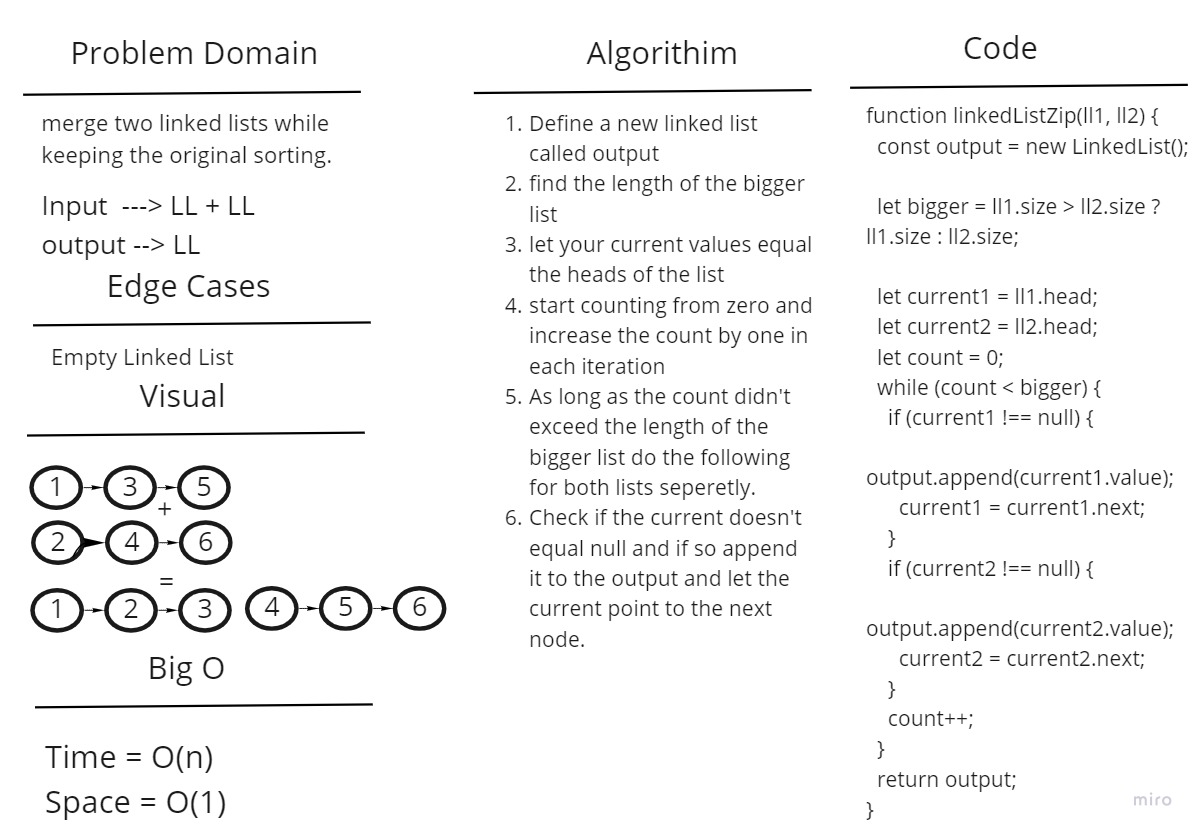 Problem Domain
merge two linked lists while
keeping the original sorting.
Input ---> LL + LL
output --> LL
Edge Cases
Empty Linked List
Visual
1 3 5
+
2 4 6
=
1 2 3 4 5 6
Big O
Time = O(n)
Space = O(1)
Algorithim
1. Define a new linked list
called output
2. find the length of the bigger
list
3. let your current values equal
the heads of the list
4. start counting from zero and
increase the count by one in
each iteration
5. As long as the count didn't
exceed the length of the
bigger list do the following
for both lists seperetly.
6. Check if the current doesn't
equal null and if so append
it to the output and let the
current point to the next
node.
Code
function linkedListZip(ll1, ll2) {
const output = new LinkedList();
let bigger = ll1.size > ll2.size ?
ll1.size : ll2.size;
let current1 = ll1.head;
let current2 = ll2.head;
let count = 0;
while (count < bigger) {
if (current1 !== null) {
output.append(current1.value);
current1 = current1.next;
}
if (current2 !== null) {
output.append(current2.value);
current2 = current2.next;
}
count++;
}
return output;
}
miro